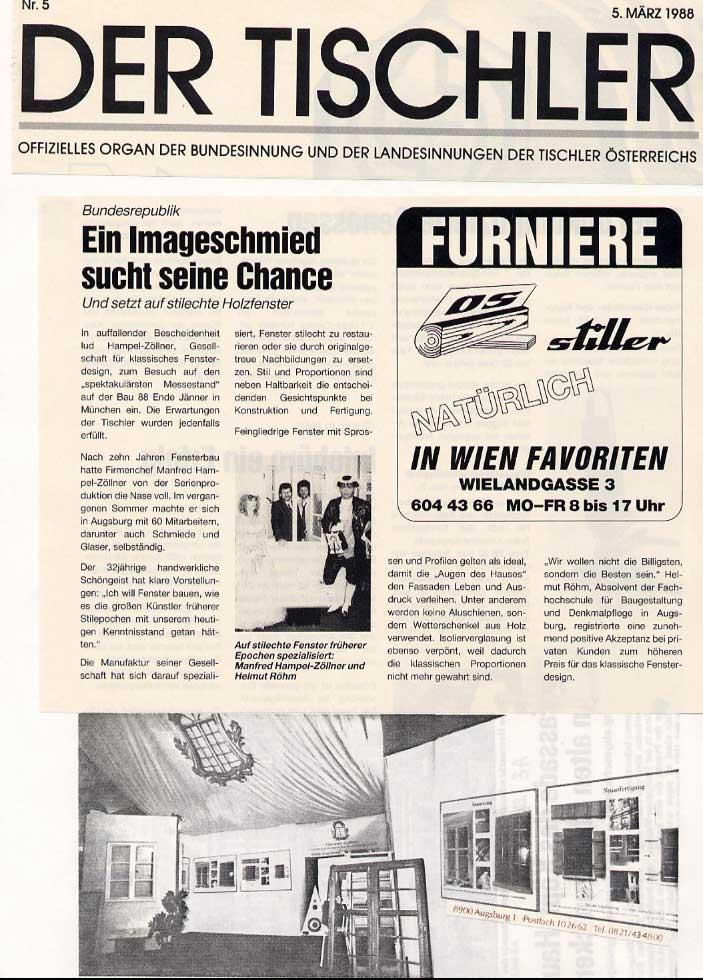 Nr. 5
5. MÄRZ 1988
DER TISCHLER
OFFIZIELLES ORGAN DER BUNDESINNUNG UND DER LANDESINNUNGEN DER TISCHLER ÖSTERREICHS
Bundesrepublik
Ein Imageschmied
sucht seine Chance
Und setzt auf stilechte Holzfenster
In auffallender Bescheidenheit
lud Hampel-Zöllner, Gesell-
schaft für klassisches Fenster-
design, zum Besuch auf den
„spektakulärsten Messestand"
auf der Bau 88 Ende Jänner in
München ein. Die Erwartungen
der Tischler wurden jedenfalls
erfüllt.
Nach zehn Jahren Fensterbau
hatte Firmenchef Manfred Ham-
pel-Zöllner von der Serienpro-
duktion die Nase voll. Im vergan-
genen Sommer machte er sich
in Augsburg mit 60 Mitarbeitern,
darunter auch Schmiede und
Glaser, selbständig.
Der 32jährige handwerkliche
Schöngeist hat klare Vorstellun-
gen: „Ich will Fenster bauen, wie
es die großen Künstler früherer
Stilepochen mit unserem heuti-
gen Kenntnisstand getan hät-
ten."
Die Manufaktur seiner Gesell-
schaft hat sich darauf speziali-
siert, Fenster stilecht zu restau-
rieren oder sie durch originalge-
treue Nachbildungen zu erset-
zen. Stil und Proportionen sind
neben Haltbarkeit die entschei-
denden Gesichtspunkte bei
Konstruktion und Fertigung.
Feingliedrige Fenster mit Spros-
Auf stilechte Fenster früherer
Epochen spezialisiert:
Manfred Hampel-Zöllner und
Helmut Röhm
sen und Profilen gelten als ideal,
damit die „Augen des Hauses"
den Fassaden Leben und Aus-
druck verleihen. Unter anderem
werden keine Aluschienen, son-
dern Wetterschenkel aus Holz
verwendet. Isolierverglasung ist
ebenso verpönt, weil dadurch
die klassischen Proportionen
nicht mehr gewahrt sind.
„Wir wollen nicht die Billigsten,
sondern die Besten sein." Hel-
mut Röhm, Absolvent der Fach-
hochschule für Baugestaltung
und Denkmalpflege in Augs-
burg, registrierte eine zuneh-
mend positive Akzeptanz bei pri-
vaten Kunden zum höheren
Preis für das klassische Fenster-
design.
FURNIERE
OS
stiller
NATÜRLICH
IN WIEN FAVORITEN
WIELANDGASSE 3
604 43 66 MO–FR 8 bis 17 Uhr
Neuanfertigung
8900 Augsburg 1 Postfach 102662 Tel. 0821/434800